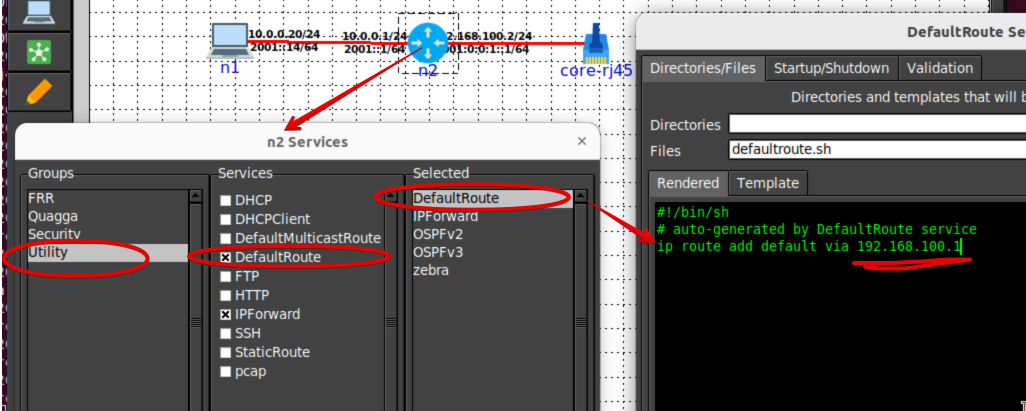 10.0.0.20/24
2001::14/64
n1
10.0.0.1/24
2001::1/64
n2
2.168.100.2/24
001:0:0:1::1/64
core-rj45
n2 Services
×
Groups
FRR
Quagga
Security
Utility
Services
DHCP
DHCPClient
DefaultMulticastRoute
DefaultRoute
FTP
HTTP
IPForward
SSH
StaticRoute
pcap
Selected
DefaultRoute
IPForward
OSPFv2
OSPFv3
zebra
DefaultRoute Se
Directories/Files Startup/Shutdown Validation
Directories and templates that will b
Directories
Files defaultroute.sh
Rendered Template
#!/bin/sh
# auto-generated by DefaultRoute service
ip route add default via 192.168.100.1